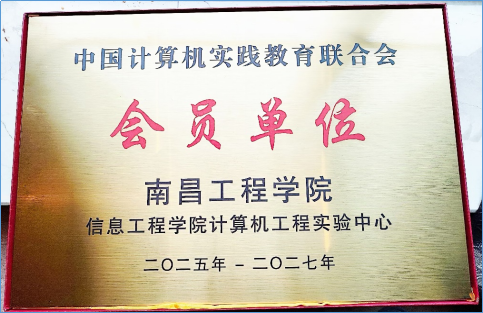 中国计算机实践教育联合会
会员单位
南昌工程学院
信息工程学院计算机工程实验中心
二〇二五年－二〇二七年